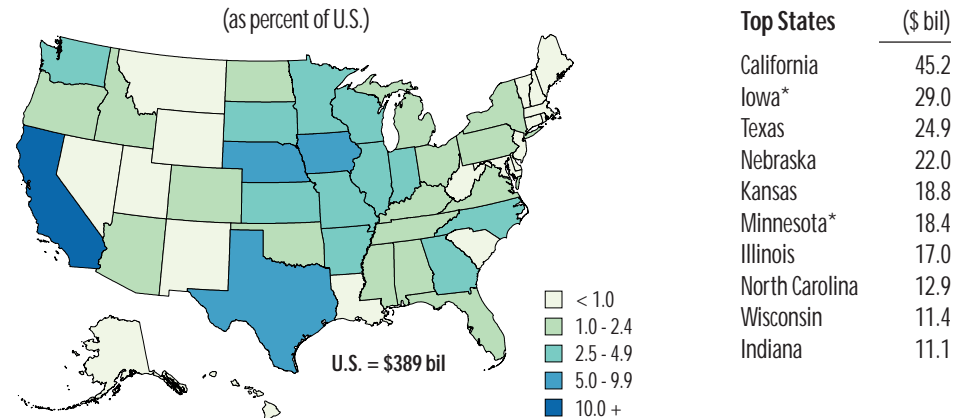 (as percent of U.S.)
U.S. = $389 bil
< 1.0
1.0 - 2.4
2.5 - 4.9
5.0 - 9.9
10.0 +
Top States ($ bil)
California 45.2
Iowa* 29.0
Texas 24.9
Nebraska 22.0
Kansas 18.8
Minnesota* 18.4
Illinois 17.0
North Carolina 12.9
Wisconsin 11.4
Indiana 11.1